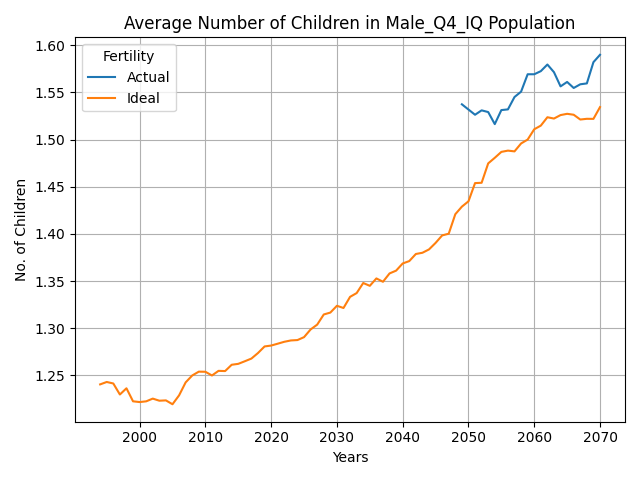 Average Number of Children in Male_Q4_IQ Population
Fertility
Actual
Ideal
No. of Children
1.60
1.55
1.50
1.45
1.40
1.35
1.30
1.25
2000 2010 2020 2030 2040 2050 2060 2070
Years